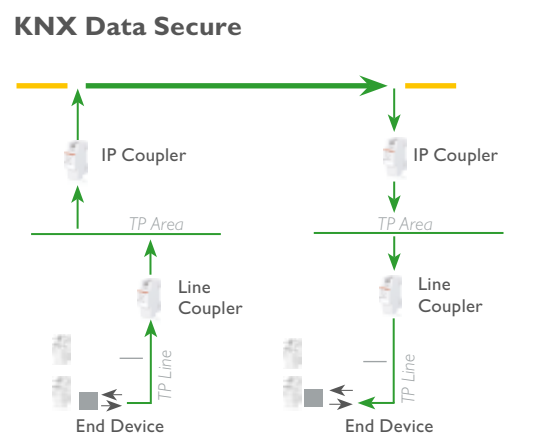 KNX Data Secure
IP Coupler
IP Coupler
TP Area
TP Area
Line
Coupler
Line
Coupler
TP Line
TP Line
End Device
End Device